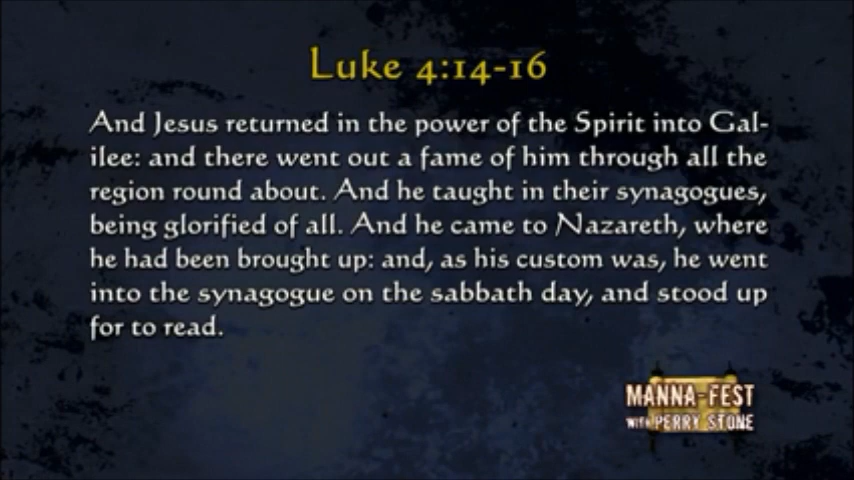 Luke 4:14-16
And Jesus returned in the power of the Spirit into Gal-
ilee: and there went out a fame of him through all the
region round about. And he taught in their synagogues,
being glorified of all. And he came to Nazareth, where
he had been brought up: and, as his custom was, he went
into the synagogue on the sabbath day, and stood up
for to read.
MANNA-FEST
WITH PERRY STONE